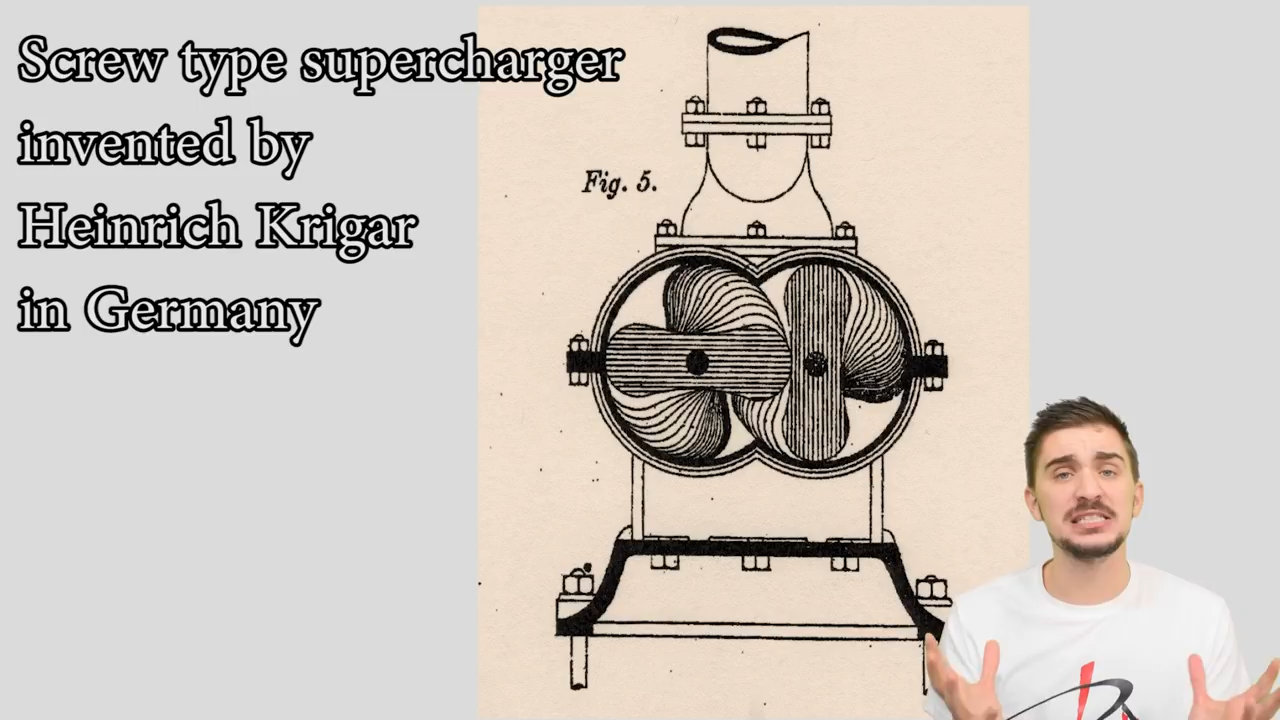 Screw type supercharger
invented by
Heinrich Krigar
in Germany
Fig. 5.